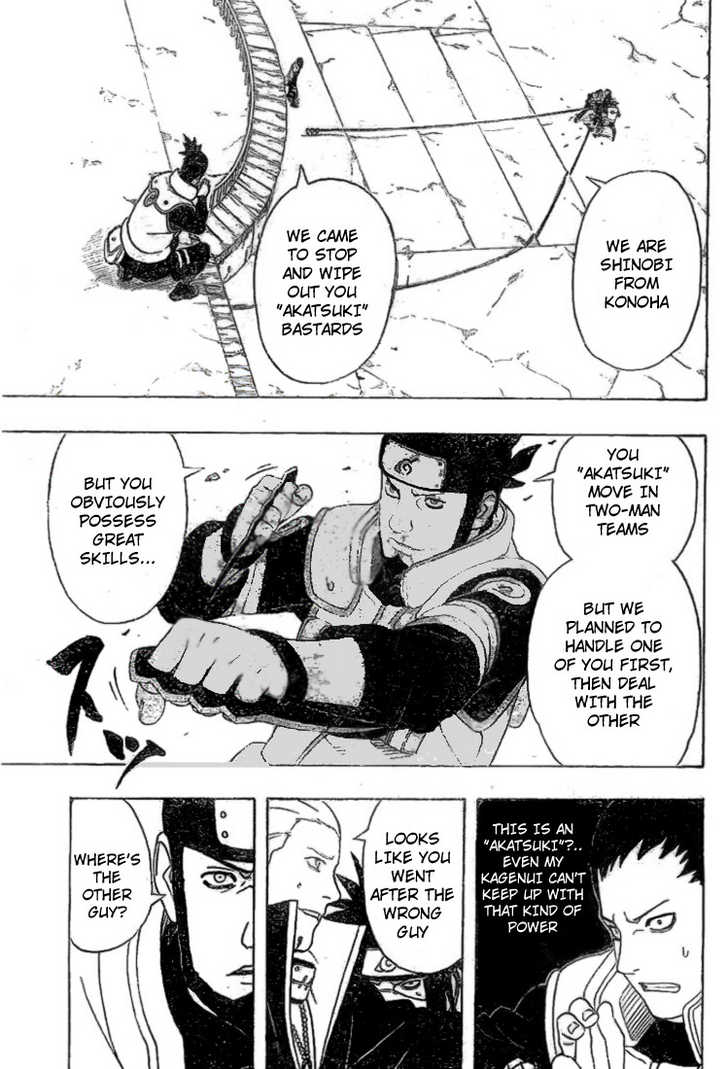 WE ARE
SHINOBI
FROM
KONOHA
WE CAME
TO STOP
AND WIPE
OUT YOU
"AKATSUKI"
BASTARDS
YOU
"AKATSUKI"
MOVE IN
TWO-MAN
TEAMS
BUT WE
PLANNED TO
HANDLE ONE
OF YOU FIRST,
THEN DEAL
WITH THE
OTHER
BUT YOU
OBVIOUSLY
POSSESS
GREAT
SKILLS...
ズッ
THIS IS AN
"AKATSUKI"?..
EVEN MY
KAGENUI CAN'T
KEEP UP WITH
THAT KIND OF
POWER
LOOKS
LIKE YOU
WENT
AFTER THE
WRONG
GUY
WHERE'S
THE
OTHER
GUY?